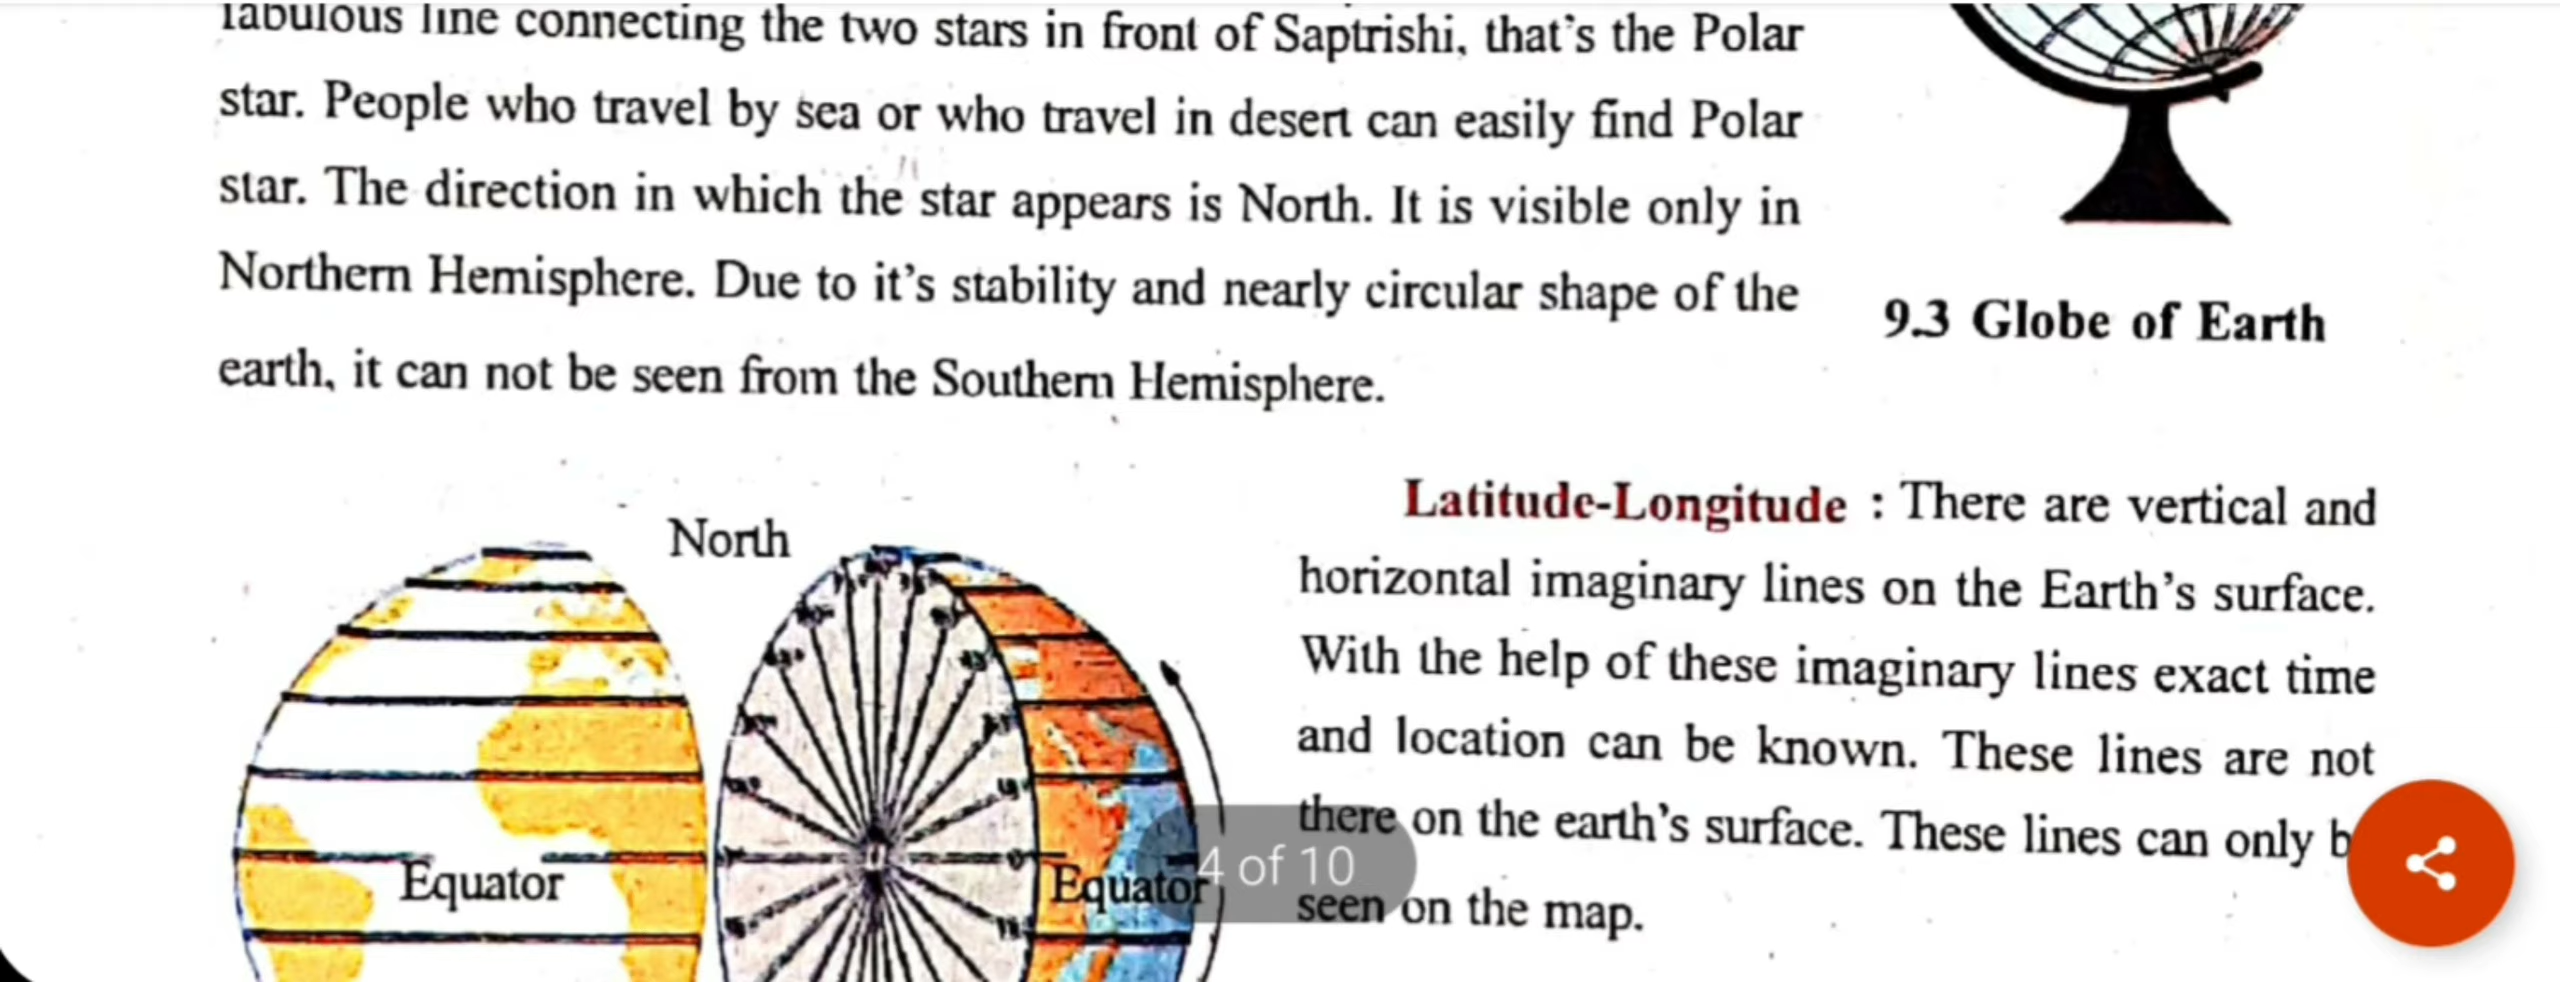 fabulous line connecting the two stars in front of Saptrishi, that's the Polar
star. People who travel by sea or who travel in desert can easily find Polar
star. The direction in which the star appears is North. It is visible only in
Northern Hemisphere. Due to it's stability and nearly circular shape of the
earth, it can not be seen from the Southern Hemisphere.
9.3 Globe of Earth
North
Equator
Equator
Latitude-Longitude : There are vertical and
horizontal imaginary lines on the Earth's surface.
With the help of these imaginary lines exact time
and location can be known. These lines are not
there on the earth's surface. These lines can only b
seen on the map.
4 of 10